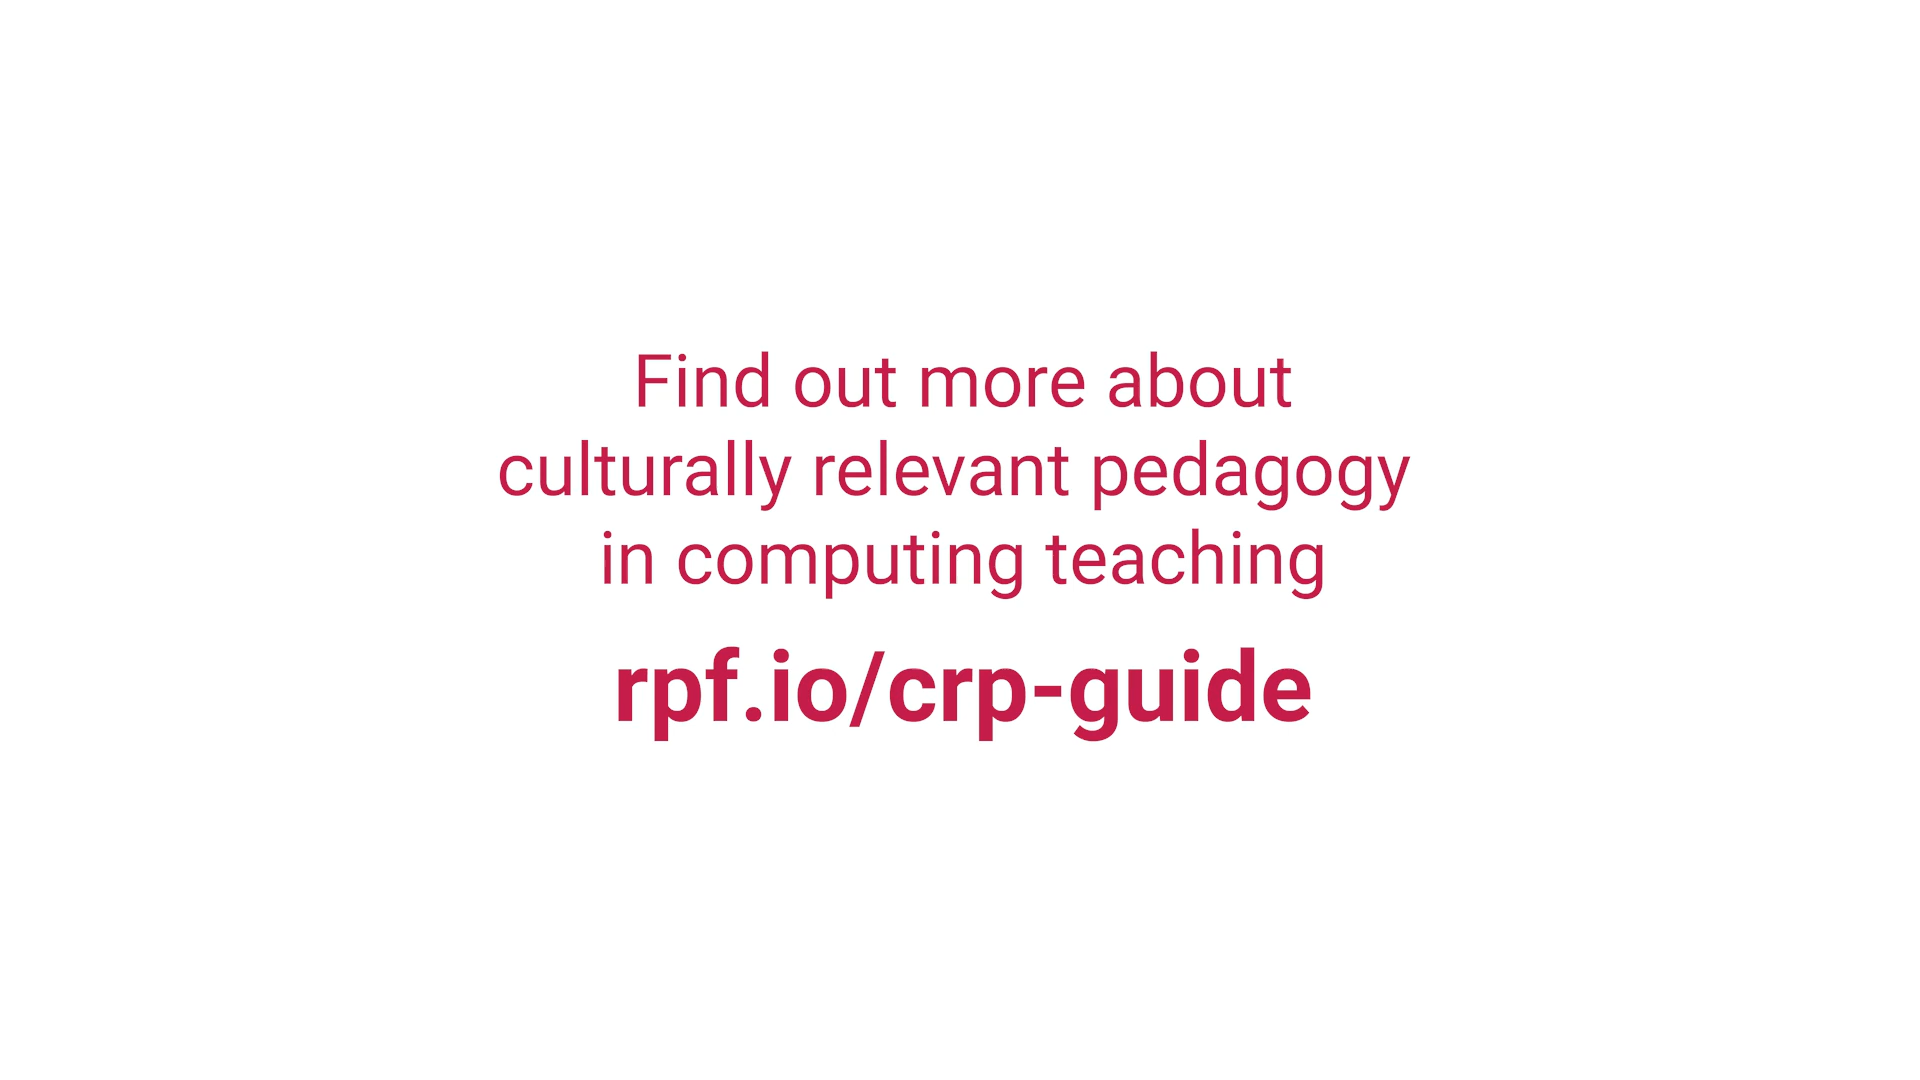 Find out more about
culturally relevant pedagogy
in computing teaching
rpf.io/crp-guide